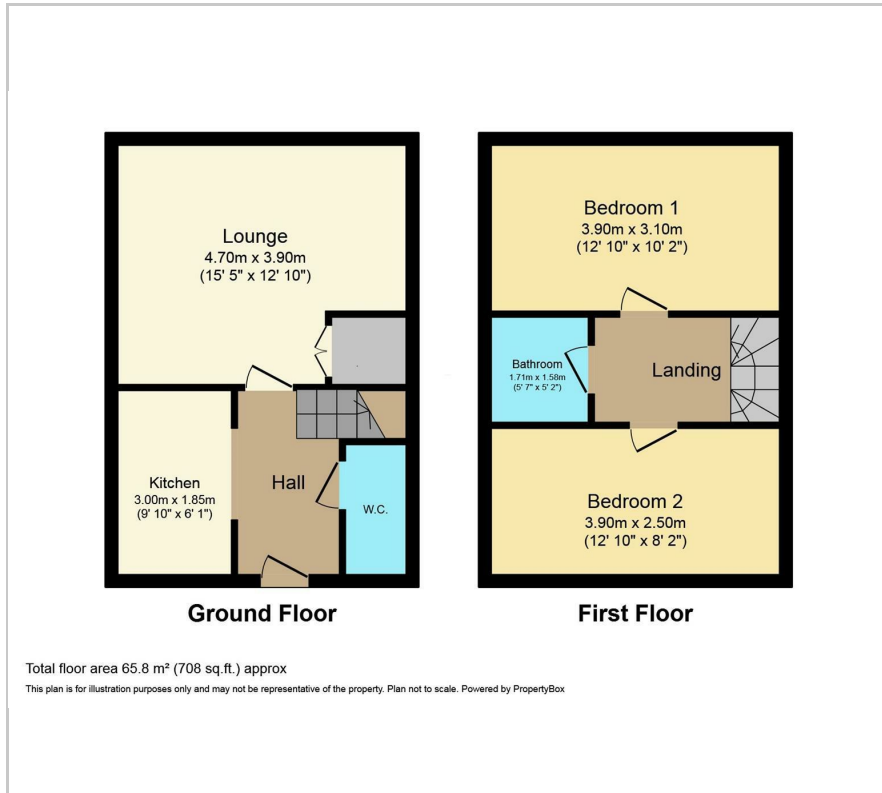 Lounge
4.70m x 3.90m
(15' 5" x 12' 10")
Kitchen
3.00m x 1.85m
(9' 10" x 6' 1")
Hall
W.C.
Ground Floor
Bedroom 1
3.90m x 3.10m
(12' 10" x 10' 2")
Bathroom
1.71m x 1.58m
(5' 7" x 5' 2")
Landing
Bedroom 2
3.90m x 2.50m
(12' 10" x 8' 2")
First Floor
Total floor area 65.8 m² (708 sq.ft.) approx
This plan is for illustration purposes only and may not be representative of the property. Plan not to scale. Powered by PropertyBox